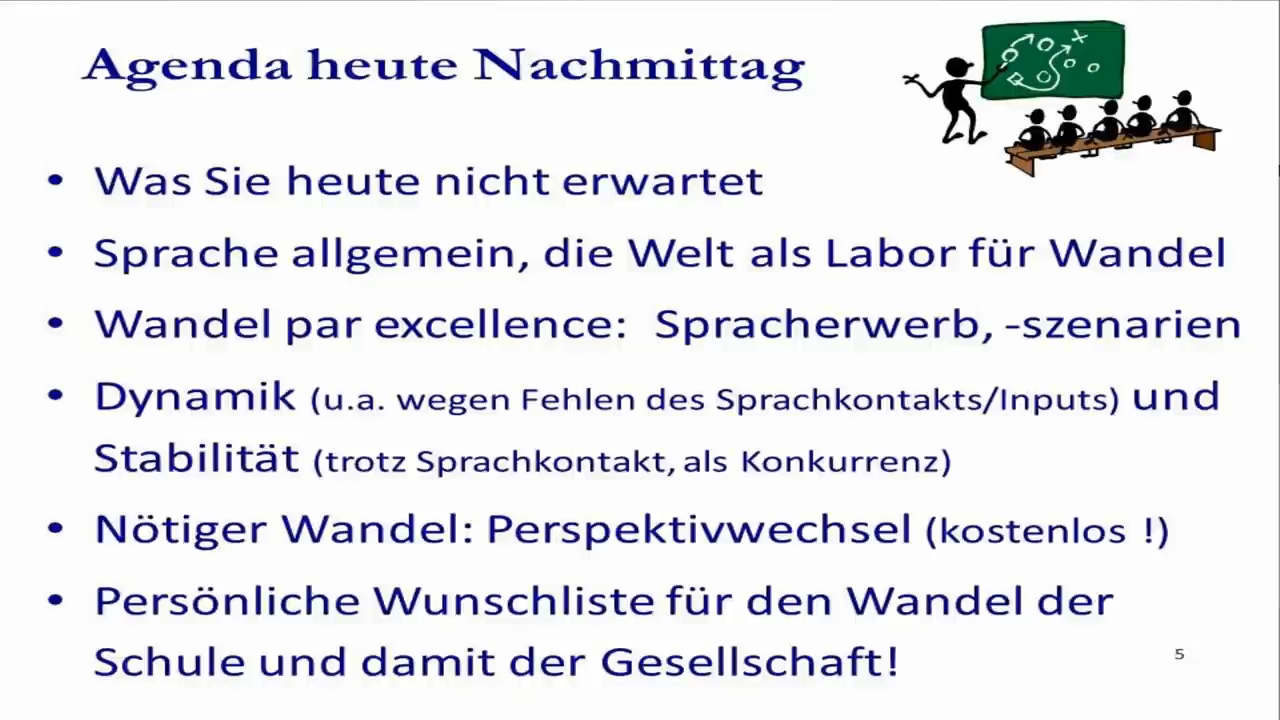 Agenda heute Nachmittag
• Was Sie heute nicht erwartet
• Sprache allgemein, die Welt als Labor für Wandel
• Wandel par excellence: Spracherwerb, -szenarien
• Dynamik (u.a. wegen Fehlen des Sprachkontakts/Inputs) und
Stabilität (trotz Sprachkontakt, als Konkurrenz)
• Nötiger Wandel: Perspektivwechsel (kostenlos !)
• Persönliche Wunschliste für den Wandel der
Schule und damit der Gesellschaft!
5